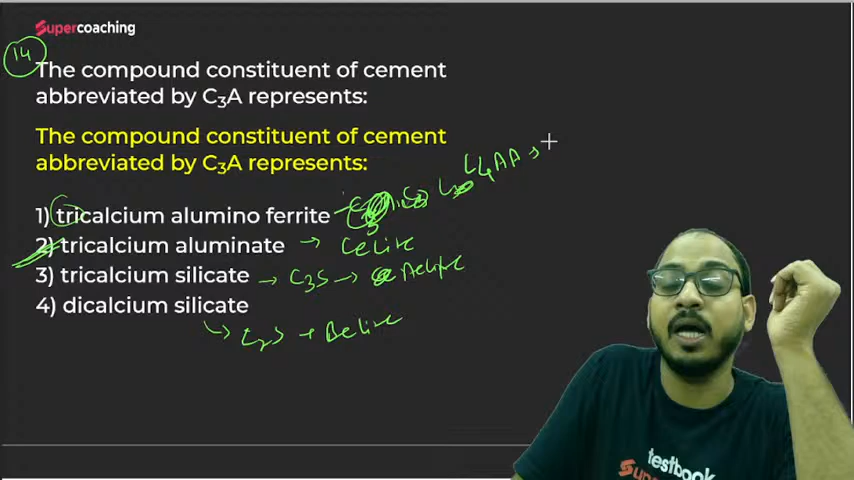 Supercoaching
14
The compound constituent of cement
abbreviated by C₃A represents:
The compound constituent of cement
abbreviated by C₃A represents:
C₄AA →
1) tricalcium alumino ferrite
2) tricalcium aluminate → Celite
3) tricalcium silicate → C3S →
4) dicalcium silicate
↳ C2S → Belite
testbook